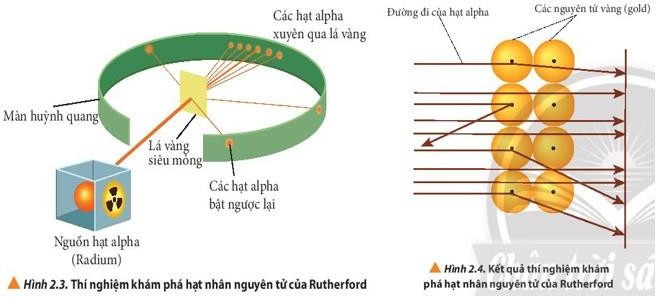 Các hạt alpha
xuyên qua lá vàng
Màn huỳnh quang
Lá vàng
siêu mỏng
Các hạt alpha
bật ngược lại
Nguồn hạt alpha
(Radium)
Hình 2.3. Thí nghiệm khám phá hạt nhân nguyên tử của Rutherford
Đường đi của hạt alpha
Các nguyên tử vàng (gold)
Hình 2.4. Kết quả thí nghiệm khám
phá hạt nhân nguyên tử của Rutherford
Chân trời sá